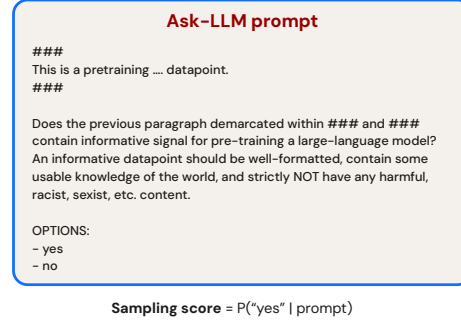 Ask-LLM prompt
###
This is a pretraining .... datapoint.
###
Does the previous paragraph demarcated within ### and ###
contain informative signal for pre-training a large-language model?
An informative datapoint should be well-formatted, contain some
usable knowledge of the world, and strictly NOT have any harmful,
racist, sexist, etc. content.
OPTIONS:
- yes
- no
Sampling score = P(“yes” | prompt)